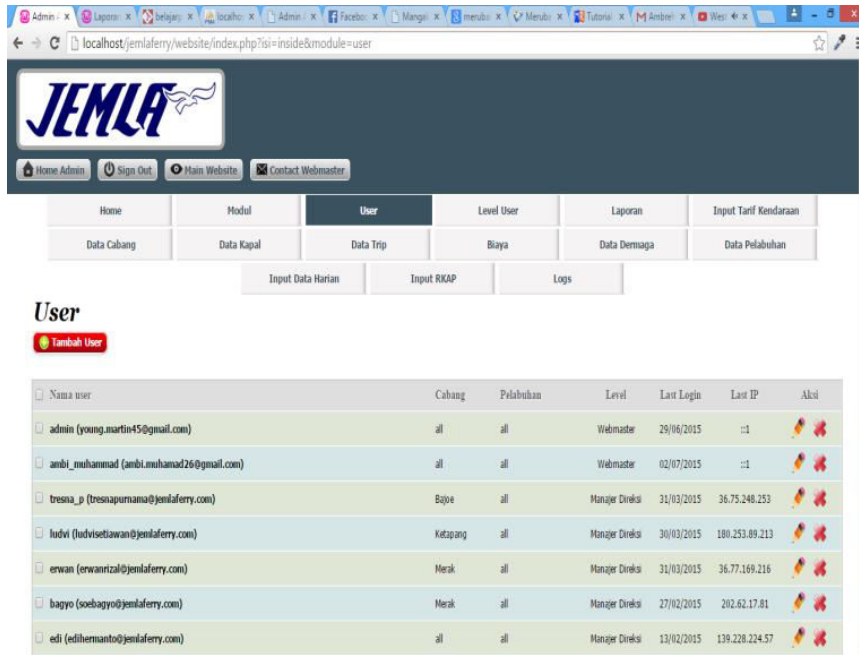 Admin
Laporan
belajar
localhos
Admin
Facebo
Mangal
merub
Merub
Tutorial
Ambre
West
localhost/jemlaferry/website/index.php?isi=inside&module=user
JEMLA
Home Admin Sign Out Main Website Contact Webmaster
Home Modul User Level User Laporan Input Tarif Kendaraan
Data Cabang Data Kapal Data Trip Biaya Data Dermaga Data Pelabuhan
Input Data Harian Input RKAP Logs
User
Tambah User
Nama user Cabang Pelabuhan Level Last Login Last IP Aksi
admin (young.martin45@gmail.com) all all Webmaster 29/06/2015 ::1
ambi_muhammad (ambi.muhamad26@gmail.com) all all Webmaster 02/07/2015 ::1
tresna_p (tresnapurnama@jemlaferry.com) Bajoe all Manajer Direksi 31/03/2015 36.75.248.253
ludvi (ludvisetiawan@jemlaferry.com) Ketapang all Manajer Direksi 30/03/2015 180.253.89.213
erwan (erwanrizal@jemlaferry.com) Merak all Manajer Direksi 31/03/2015 36.77.169.216
bagyo (soebagyo@jemlaferry.com) Merak all Manajer Direksi 27/02/2015 202.62.17.81
edi (edihermanto@jemlaferry.com) all all Manajer Direksi 13/02/2015 139.228.224.57